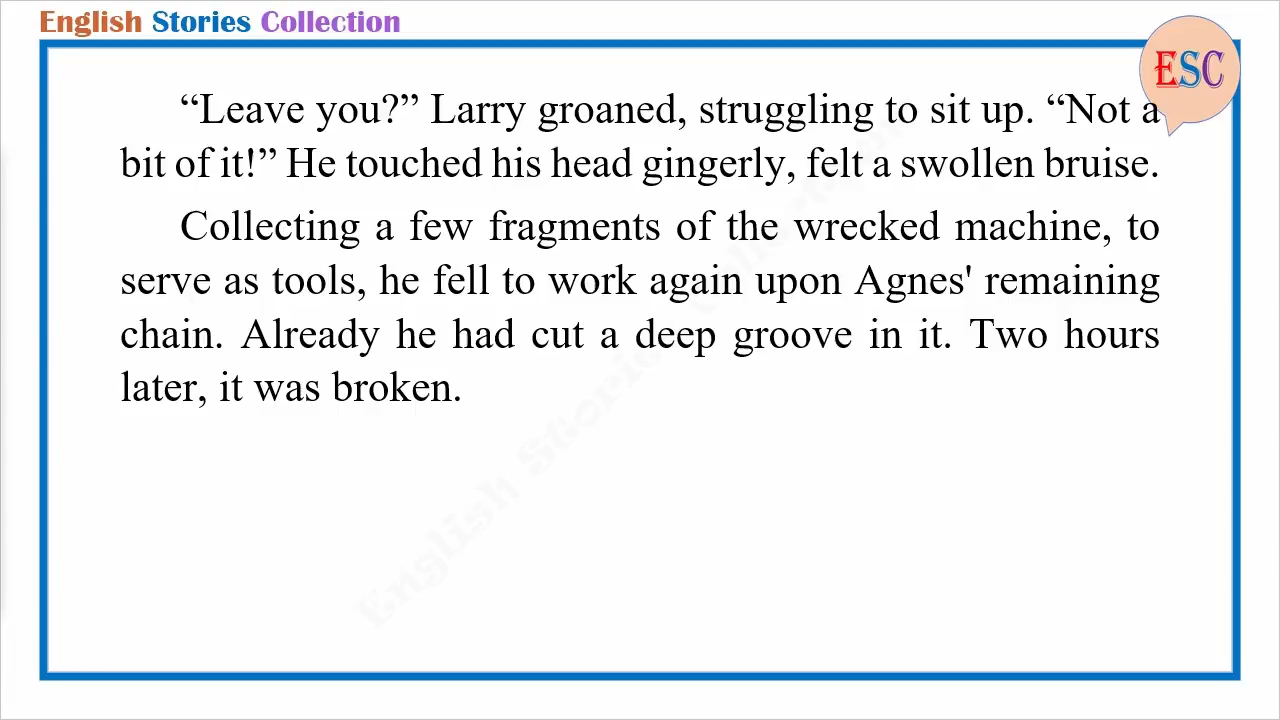 English Stories Collection
ESC
“Leave you?” Larry groaned, struggling to sit up. “Not a
bit of it!” He touched his head gingerly, felt a swollen bruise.
Collecting a few fragments of the wrecked machine, to
serve as tools, he fell to work again upon Agnes' remaining
chain. Already he had cut a deep groove in it. Two hours
later, it was broken.
English Stories Collection